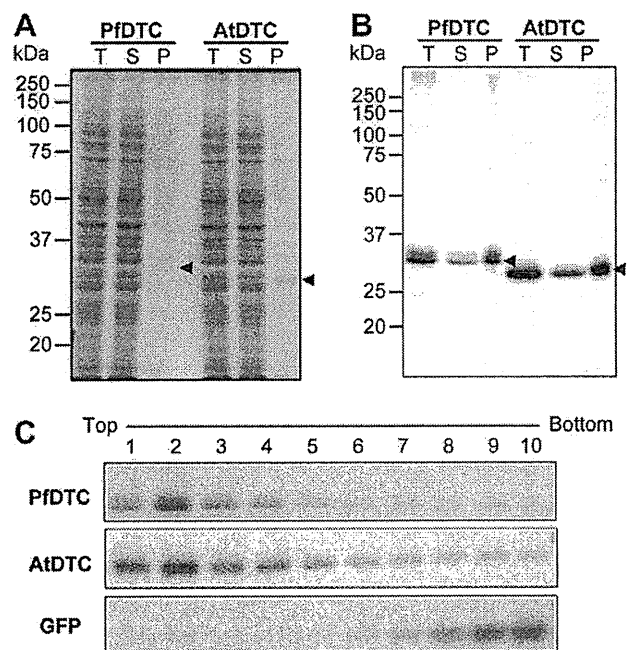 A
PfDTC AtDTC
kDa T S P T S P
250
150
100
75
50
37
25
20
B
PfDTC AtDTC
kDa T S P T S P
250
150
100
75
50
37
25
20
C
Top Bottom
1 2 3 4 5 6 7 8 9 10
PfDTC
AtDTC
GFP